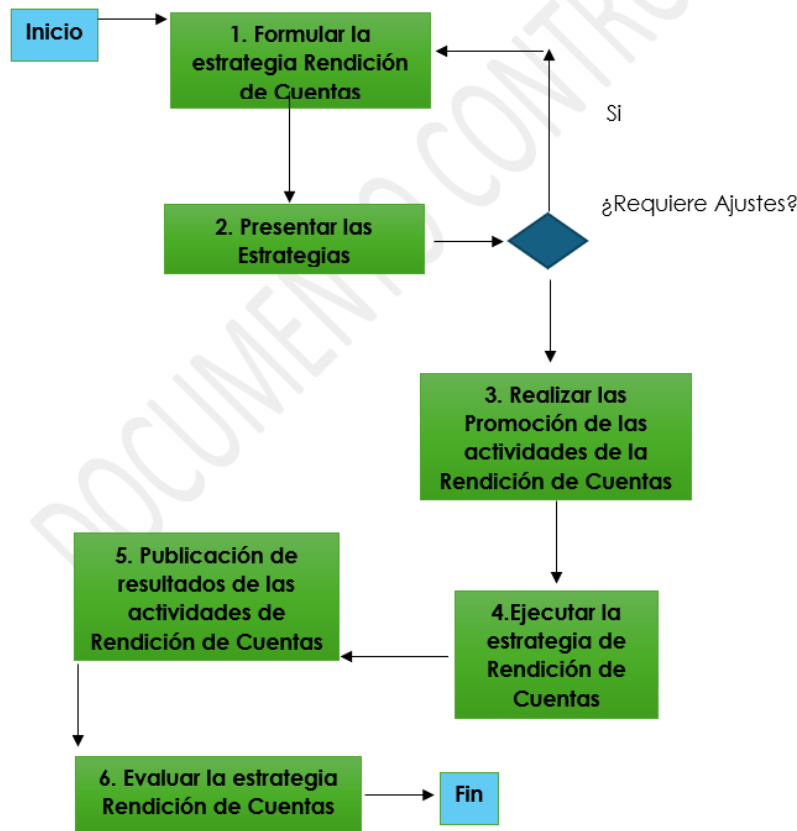 Inicio
1. Formular la
estrategia Rendición
de Cuentas
Si
¿Requiere Ajustes?
2. Presentar las
Estrategias
3. Realizar las
Promoción de las
actividades de la
Rendición de Cuentas
5. Publicación de
resultados de las
actividades de
Rendición de Cuentas
4.Ejecutar la
estrategia de
Rendición de
Cuentas
6. Evaluar la estrategia
Rendición de Cuentas
Fin
DOCUMENTO